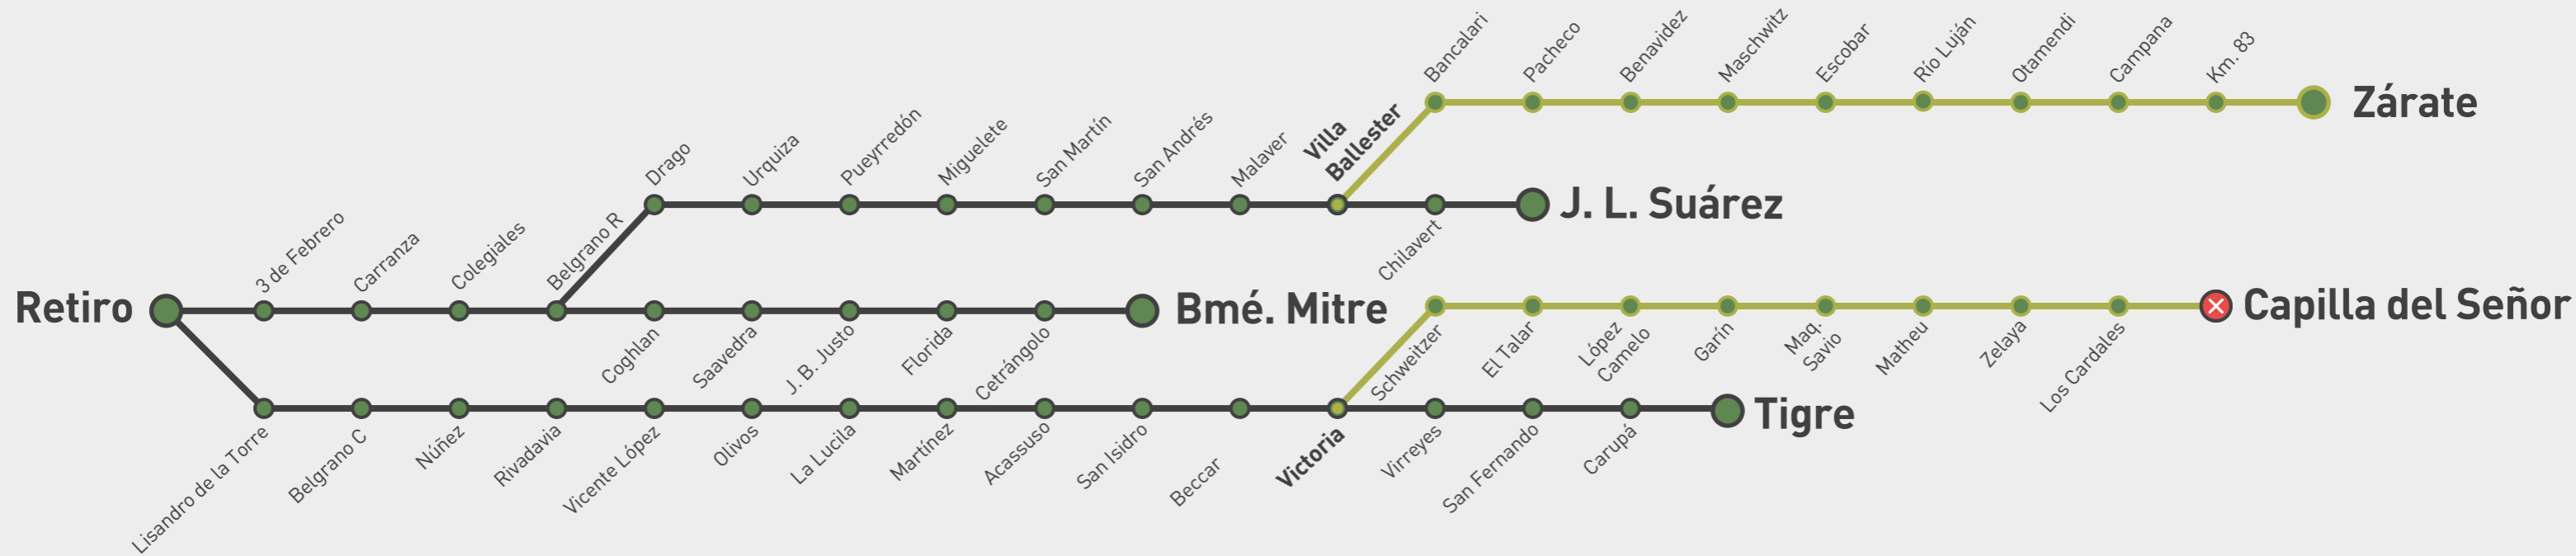 Bancalari
Pacheco
Benavidez
Maschwitz
Escobar
Río Luján
Otamendi
Campana
Km. 83
Zárate
Drago
Urquiza
Pueyrredón
Miguelete
San Martín
San Andrés
Malaver
Villa
Ballester
J. L. Suárez
Chilavert
Retiro
3 de Febrero
Carranza
Colegiales
Belgrano R
Coghlan
Saavedra
J. B. Justo
Florida
Cetrángolo
Bmé. Mitre
Schweitzer
El Talar
López
Camelo
Garín
Maq.
Savio
Matheu
Zelaya
Los Cardales
Capilla del Señor
Lisandro de la Torre
Belgrano C
Núñez
Rivadavia
Vicente López
Olivos
La Lucila
Martínez
Acassuso
San Isidro
Beccar
Victoria
Virreyes
San Fernando
Carupá
Tigre